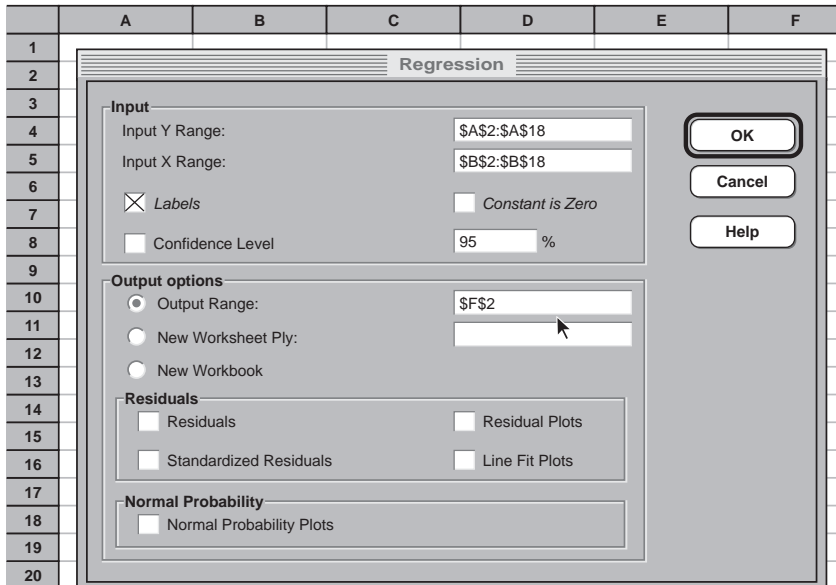 A B C D E F
1
2
3
4
5
6
7
8
9
10
11
12
13
14
15
16
17
18
19
20
Regression
Input
Input Y Range: $A$2:$A$18
Input X Range: $B$2:$B$18
Labels Constant is Zero
Confidence Level 95 %
OK
Cancel
Help
Output options
Output Range: $F$2
New Worksheet Ply:
New Workbook
Residuals
Residuals Residual Plots
Standardized Residuals Line Fit Plots
Normal Probability
Normal Probability Plots